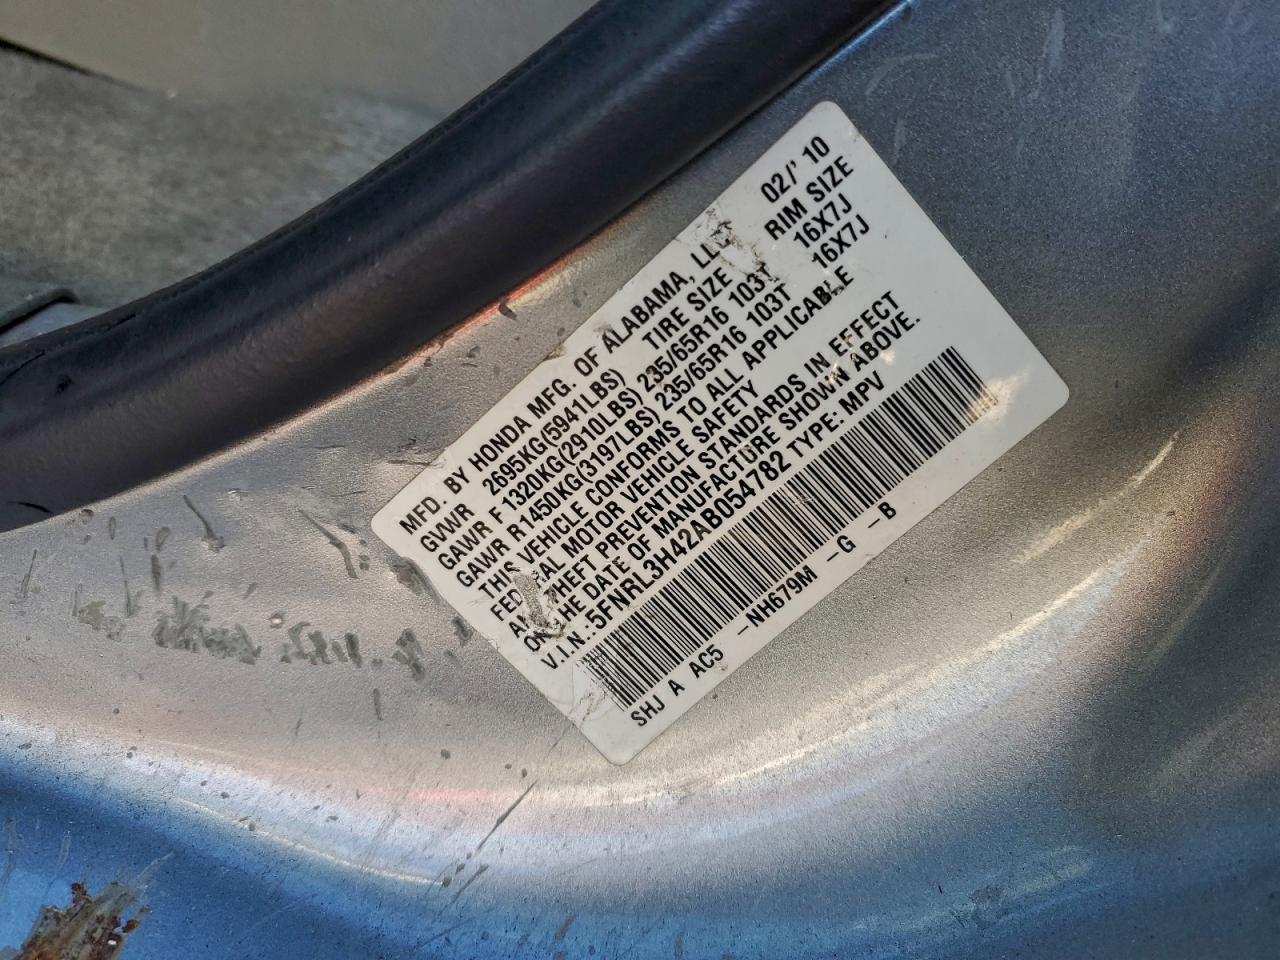 MFD. BY HONDA MFG. OF ALABAMA, LLC 02/'10
GVWR 2695KG(5941LBS) TIRE SIZE RIM SIZE
GAWR F 1320KG(2910LBS) 235/65R16 103T 16X7J
GAWR R 1450KG(3197LBS) 235/65R16 103T 16X7J
THIS VEHICLE CONFORMS TO ALL APPLICABLE
FEDERAL MOTOR VEHICLE SAFETY
AND THEFT PREVENTION STANDARDS IN EFFECT
ON THE DATE OF MANUFACTURE SHOWN ABOVE.
V.I.N.:5FNRL3H42AB054782 TYPE: MPV
SHJ A AC5 -NH679M -G -B